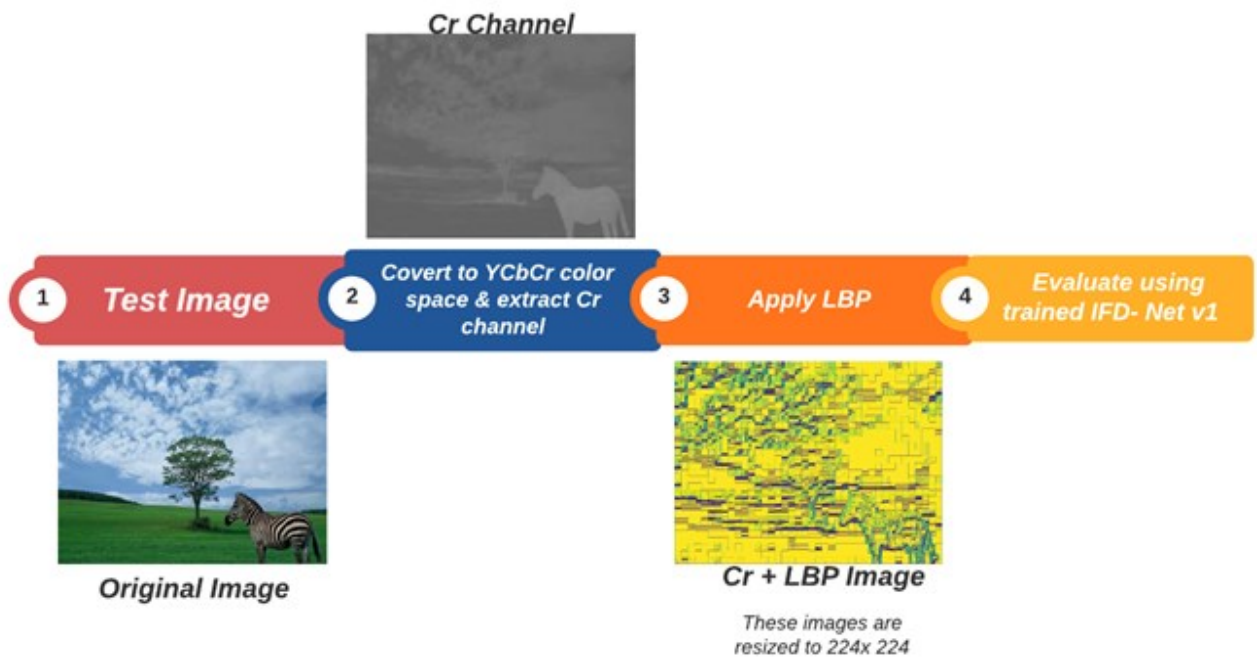 Cr Channel
1
Test Image
2
Covert to YCbCr color
space & extract Cr
channel
3
Apply LBP
4
Evaluate using
trained IFD- Net v1
Original Image
Cr + LBP Image
These images are
resized to 224x 224